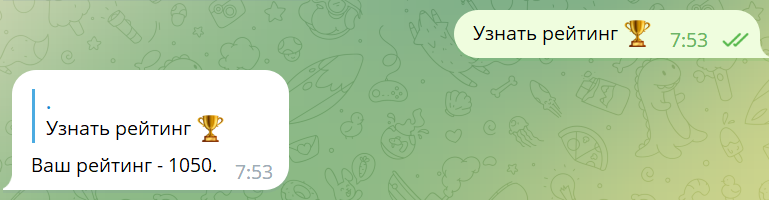 Узнать рейтинг 🏆
7:53
.
Узнать рейтинг 🏆
Ваш рейтинг - 1050.
7:53